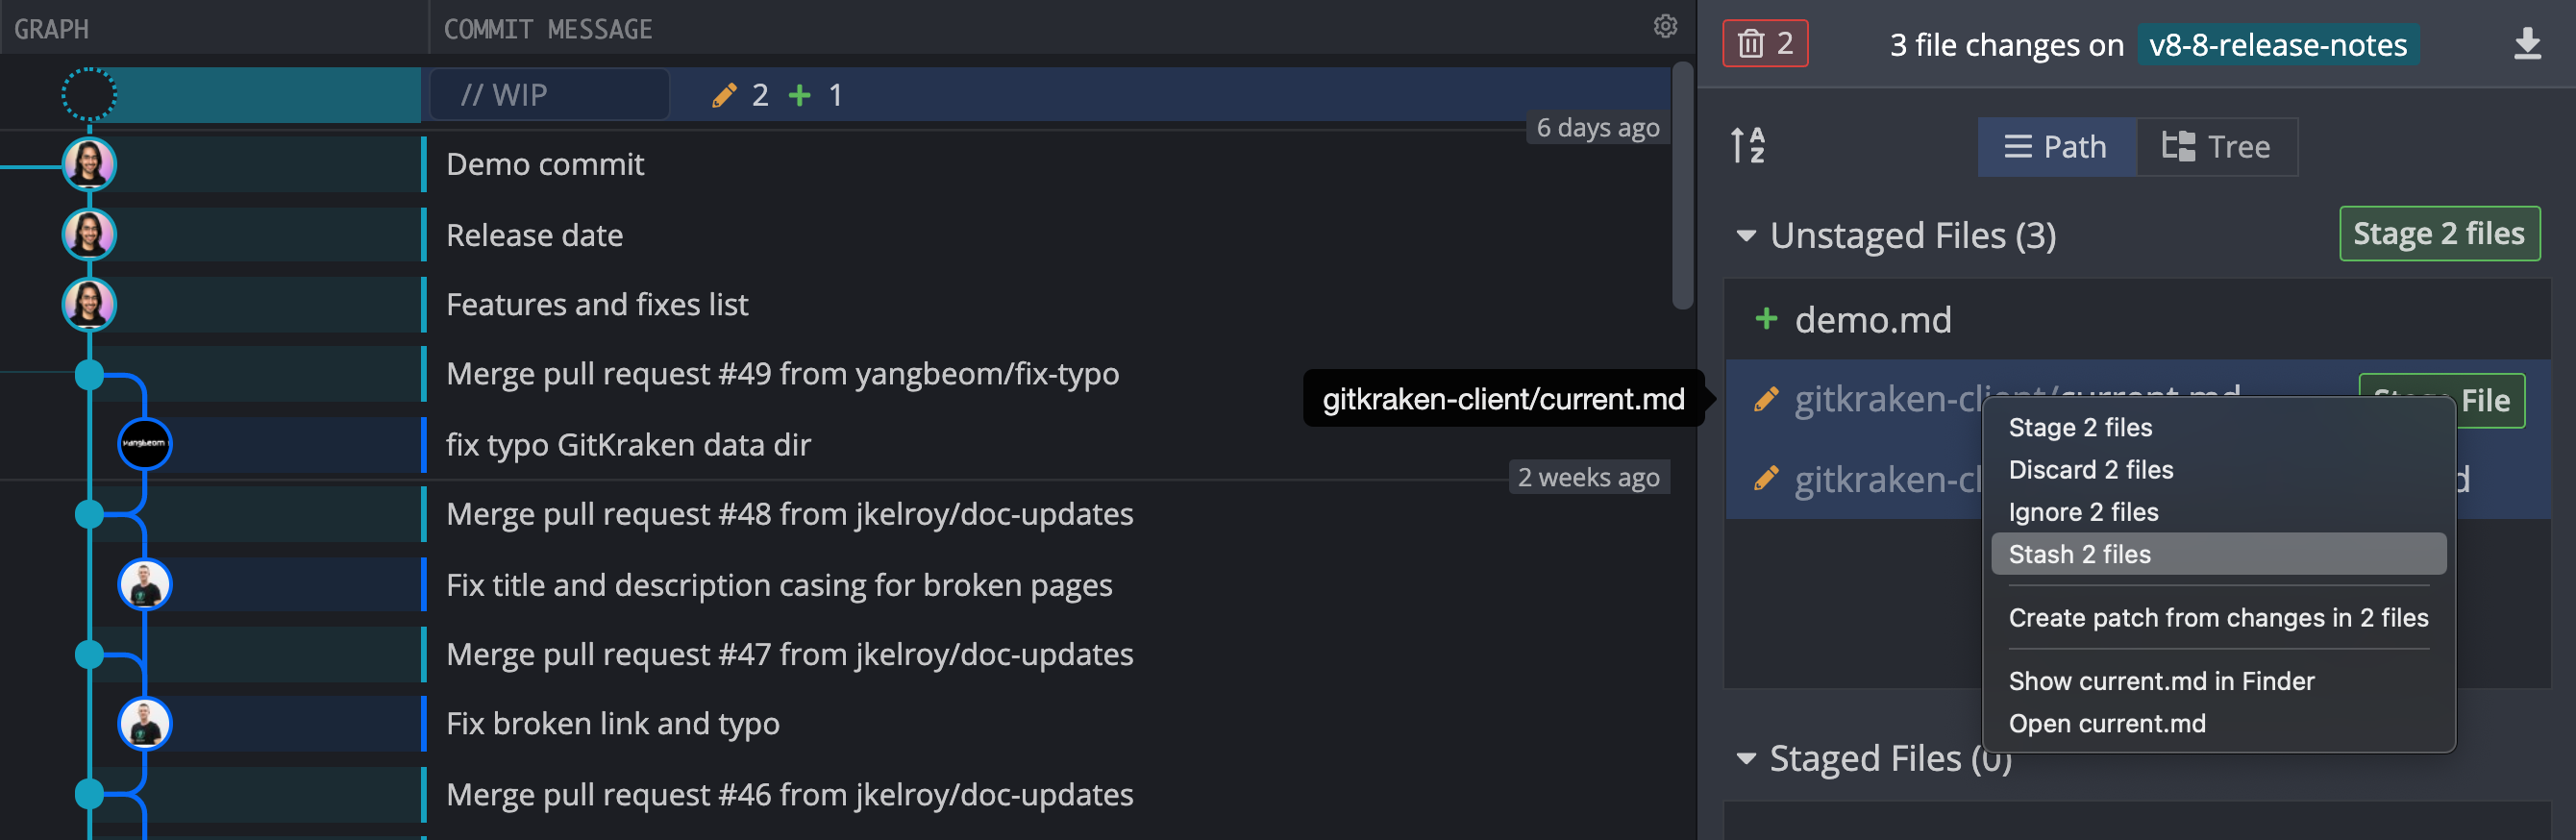 GRAPH
COMMIT MESSAGE
// WIP
2
1
6 days ago
Demo commit
Release date
Features and fixes list
Merge pull request #49 from yangbeom/fix-typo
yangbeom
fix typo GitKraken data dir
2 weeks ago
Merge pull request #48 from jkelroy/doc-updates
Fix title and description casing for broken pages
Merge pull request #47 from jkelroy/doc-updates
Fix broken link and typo
Merge pull request #46 from jkelroy/doc-updates
2
3 file changes on v8-8-release-notes
AZ
Path
Tree
Unstaged Files (3)
Stage 2 files
demo.md
gitkraken-client/current.md
gitkraken-client/current.md
File
gitkraken-cl
Stage 2 files
Discard 2 files
Ignore 2 files
Stash 2 files
Create patch from changes in 2 files
Show current.md in Finder
Open current.md
Staged Files (0)